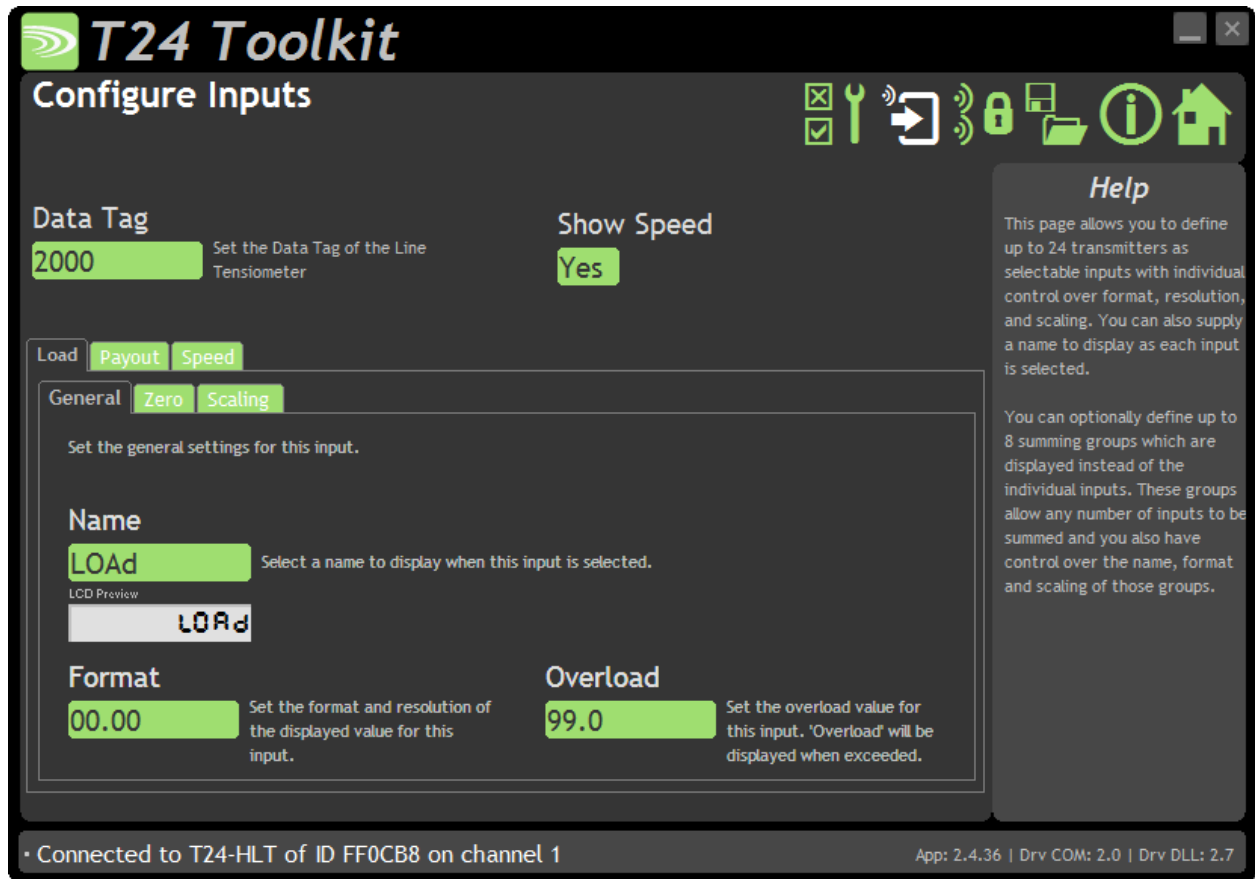 T24 Toolkit
Configure Inputs
Data Tag
2000
Set the Data Tag of the Line
Tensiometer
Show Speed
Yes
Load Payout Speed
General Zero Scaling
Set the general settings for this input.
Name
LOAd
Select a name to display when this input is selected.
LCD Preview
LOAd
Format
00.00
Set the format and resolution of
the displayed value for this
input.
Overload
99.0
Set the overload value for
this input. 'Overload' will be
displayed when exceeded.
Help
This page allows you to define
up to 24 transmitters as
selectable inputs with individual
control over format, resolution,
and scaling. You can also supply
a name to display as each input
is selected.
You can optionally define up to
8 summing groups which are
displayed instead of the
individual inputs. These groups
allow any number of inputs to be
summed and you also have
control over the name, format
and scaling of those groups.
Connected to T24-HLT of ID FF0CB8 on channel 1
App: 2.4.36 | Drv COM: 2.0 | Drv DLL: 2.7